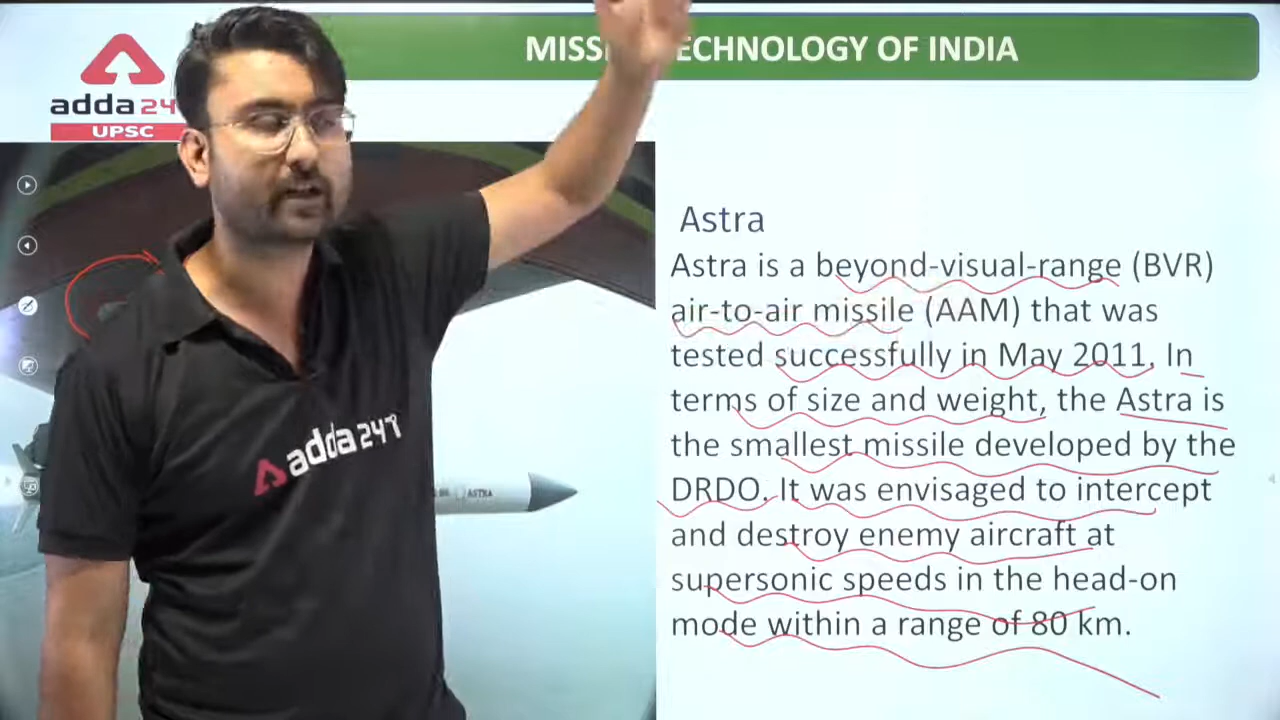 MISS ECHNOLOGY OF INDIA
adda 24
UPSC
Astra
Astra is a beyond-visual-range (BVR)
air-to-air missile (AAM) that was
tested successfully in May 2011. In
terms of size and weight, the Astra is
the smallest missile developed by the
DRDO. It was envisaged to intercept
and destroy enemy aircraft at
supersonic speeds in the head-on
mode within a range of 80 km.
adda 247
ASTRA